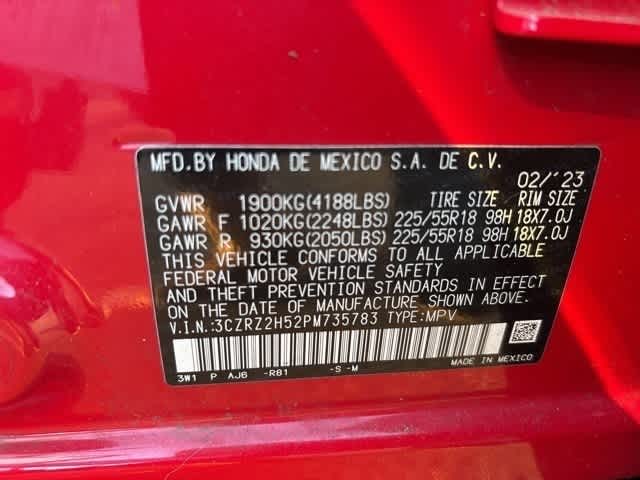 MFD.BY HONDA DE MEXICO S.A. DE C.V. 02/'23
GVWR 1900KG(4188LBS) TIRE SIZE RIM SIZE
GAWR F 1020KG(2248LBS) 225/55R18 98H 18X7.0J
GAWR R 930KG(2050LBS) 225/55R18 98H 18X7.0J
THIS VEHICLE CONFORMS TO ALL APPLICABLE
FEDERAL MOTOR VEHICLE SAFETY
AND THEFT PREVENTION STANDARDS IN EFFECT
ON THE DATE OF MANUFACTURE SHOWN ABOVE.
V.I.N.:3CZRZ2H52PM735783 TYPE:MPV
3W1 P AJ6 -R81 -S -M MADE IN MEXICO